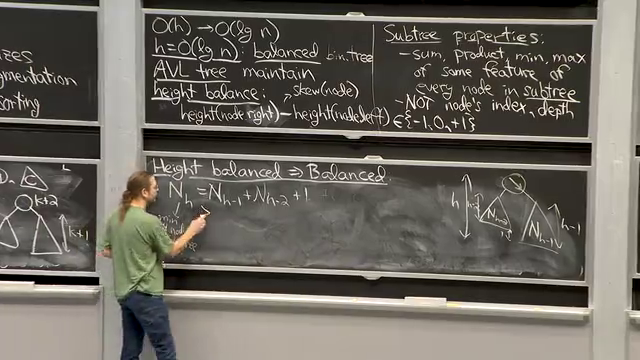 izes
gmentation
orting
O(h) → O(lg n)
h = O(lg n): balanced bin. tree
AVL tree maintain
height balance: skew(node)
height(node.right) - height(node.left) ∈ {-1, 0, +1}
Subtree properties:
- sum, product, min, max
of same feature of
every node in subtree
- NOT node's index, depth
C
L
k+2
k+1
Height balanced ⇒ Balanced
N_h = N_{h-1} + N_{h-2} + 1
>
min
h
N_{h-2}
N_{h-1}
h-1